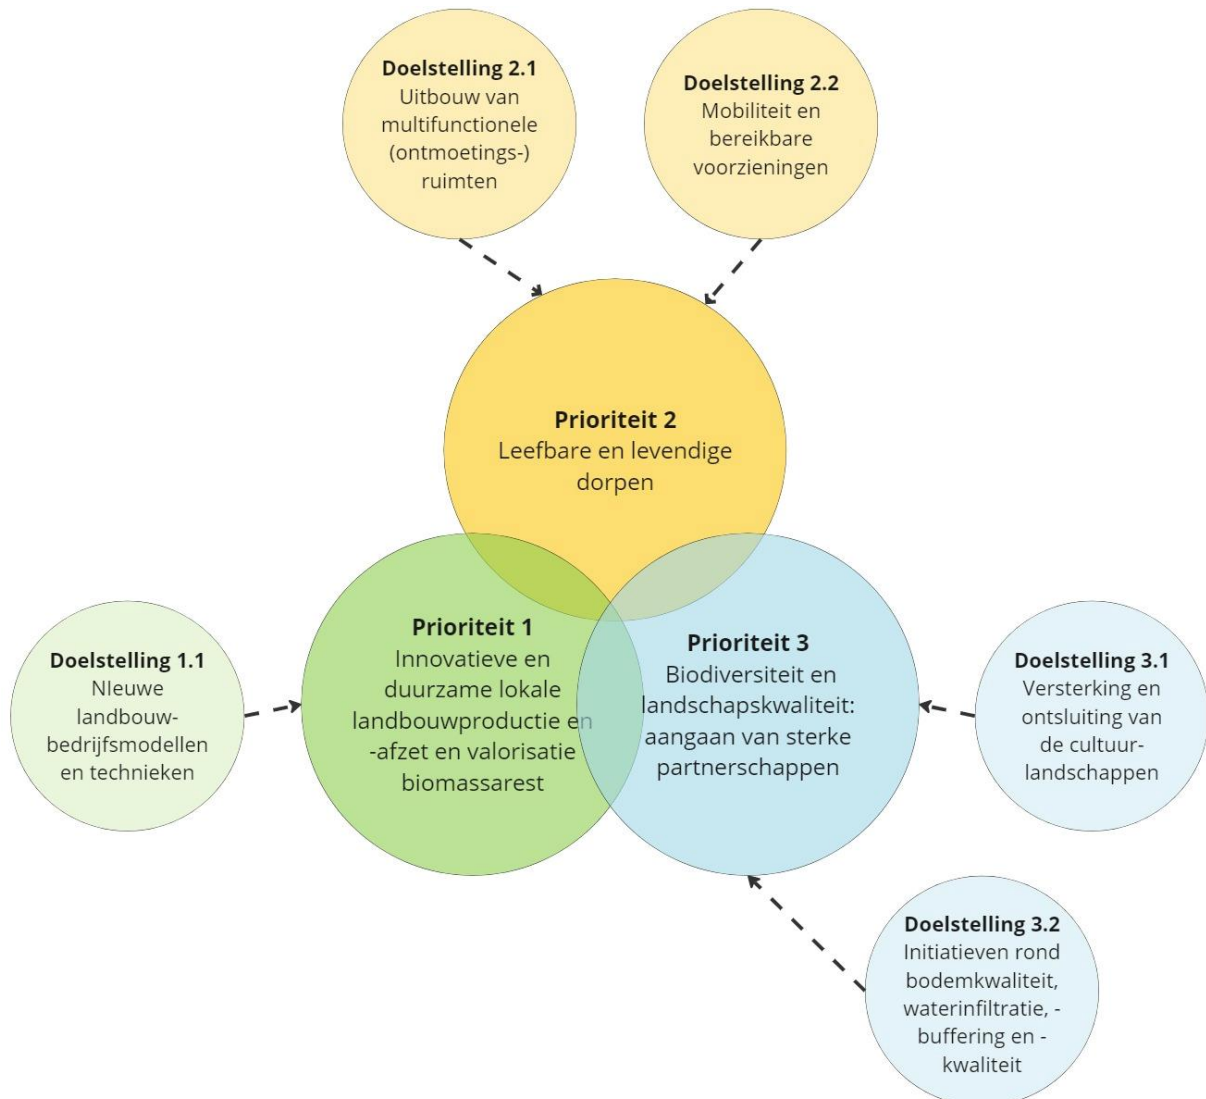 Doelstelling 2.1
Uitbouw van
multifunctionele
(ontmoetings-)
ruimten
Doelstelling 2.2
Mobiliteit en
bereikbare
voorzieningen
Prioriteit 2
Leefbare en levendige
dorpen
Doelstelling 1.1
NIeuwe
landbouw-
bedrijfsmodellen
en technieken
Prioriteit 1
Innovatieve en
duurzame lokale
landbouwproductie en
-afzet en valorisatie
biomassarest
Prioriteit 3
Biodiversiteit en
landschapskwaliteit:
aangaan van sterke
partnerschappen
Doelstelling 3.1
Versterking en
ontsluiting van
de cultuur-
landschappen
Doelstelling 3.2
Initiatieven rond
bodemkwaliteit,
waterinfiltratie, -
buffering en -
kwaliteit